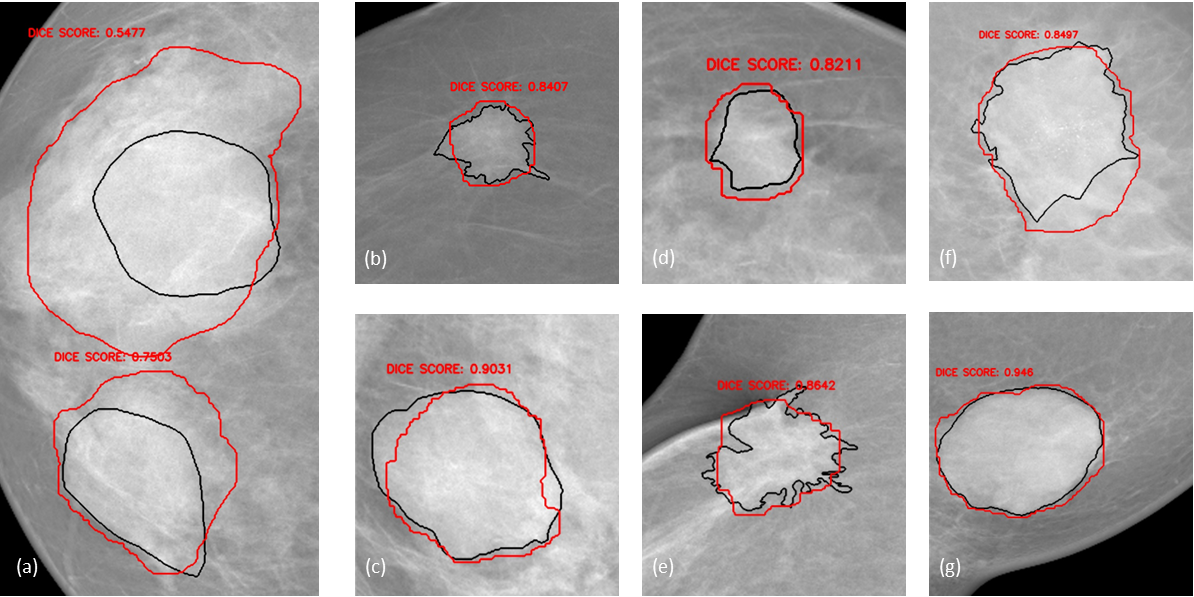 DICE SCORE: 0.5477
DICE SCORE: 0.7503
(a)
DICE SCORE: 0.8407
(b)
DICE SCORE: 0.9031
(c)
DICE SCORE: 0.8211
(d)
DICE SCORE: 0.8642
(e)
DICE SCORE: 0.8497
(f)
DICE SCORE: 0.946
(g)